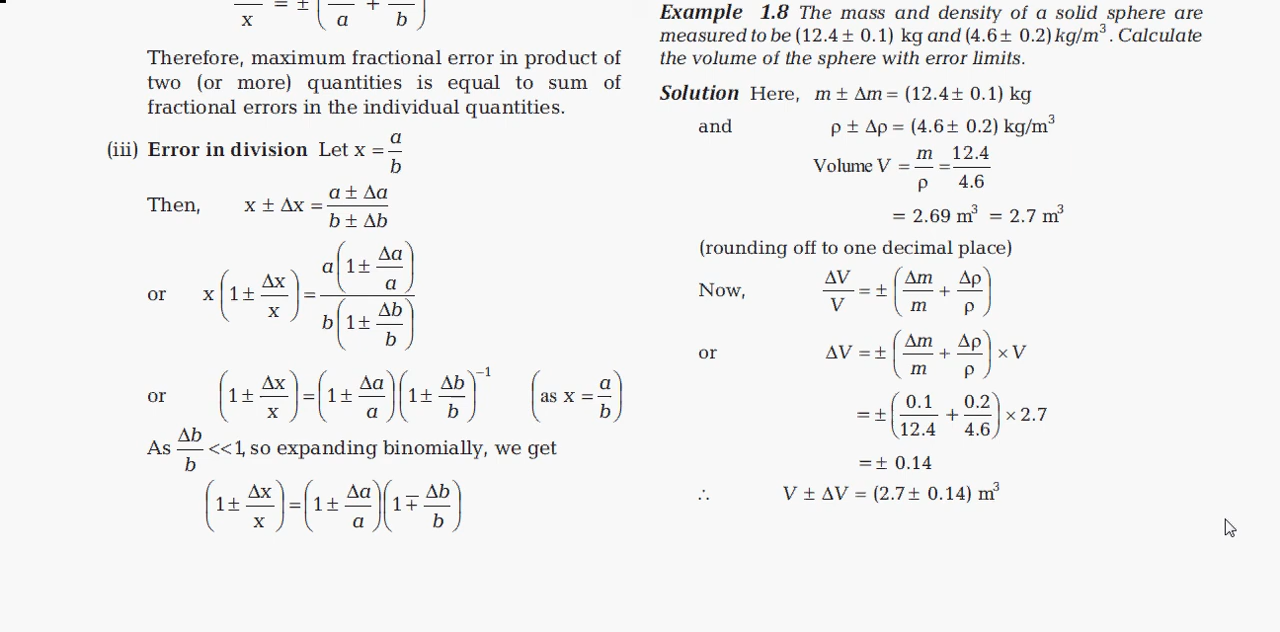 x = ± ( a + b )
Therefore, maximum fractional error in product of
two (or more) quantities is equal to sum of
fractional errors in the individual quantities.
(iii) Error in division Let x = a/b
Then, x ± Δx = (a ± Δa)/(b ± Δb)
or x(1 ± Δx/x) = a(1 ± Δa/a)/b(1 ± Δb/b)
or (1 ± Δx/x) = (1 ± Δa/a)(1 ± Δb/b)⁻¹ (as x = a/b)
As Δb/b <<1, so expanding binomially, we get
(1 ± Δx/x) = (1 ± Δa/a)(1 ∓ Δb/b)
Example 1.8 The mass and density of a solid sphere are
measured to be (12.4 ± 0.1) kg and (4.6 ± 0.2) kg/m³. Calculate
the volume of the sphere with error limits.
Solution Here, m ± Δm = (12.4 ± 0.1) kg
and ρ ± Δρ = (4.6 ± 0.2) kg/m³
Volume V = m/ρ = 12.4/4.6
= 2.69 m³ = 2.7 m³
(rounding off to one decimal place)
Now, ΔV/V = ± (Δm/m + Δρ/ρ)
or ΔV = ± (Δm/m + Δρ/ρ) × V
= ± (0.1/12.4 + 0.2/4.6) × 2.7
= ± 0.14
∴ V ± ΔV = (2.7 ± 0.14) m³